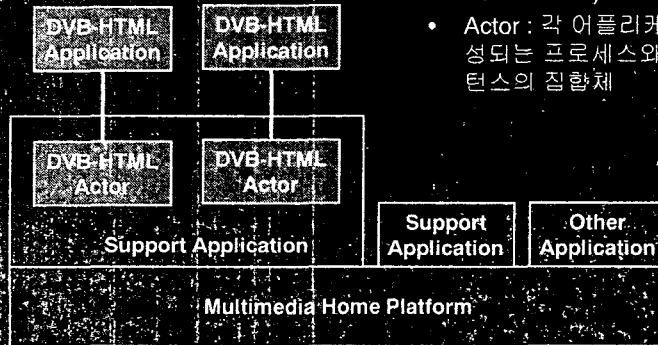 DVB-HTML
Application
DVB-HTML
Application
• Actor : 각 어플리케
성되는 프로세스와
턴스의 집합체
DVB-HTML
Actor
DVB-HTML
Actor
Support Application
Support
Application
Other
Application
Multimedia Home Platform